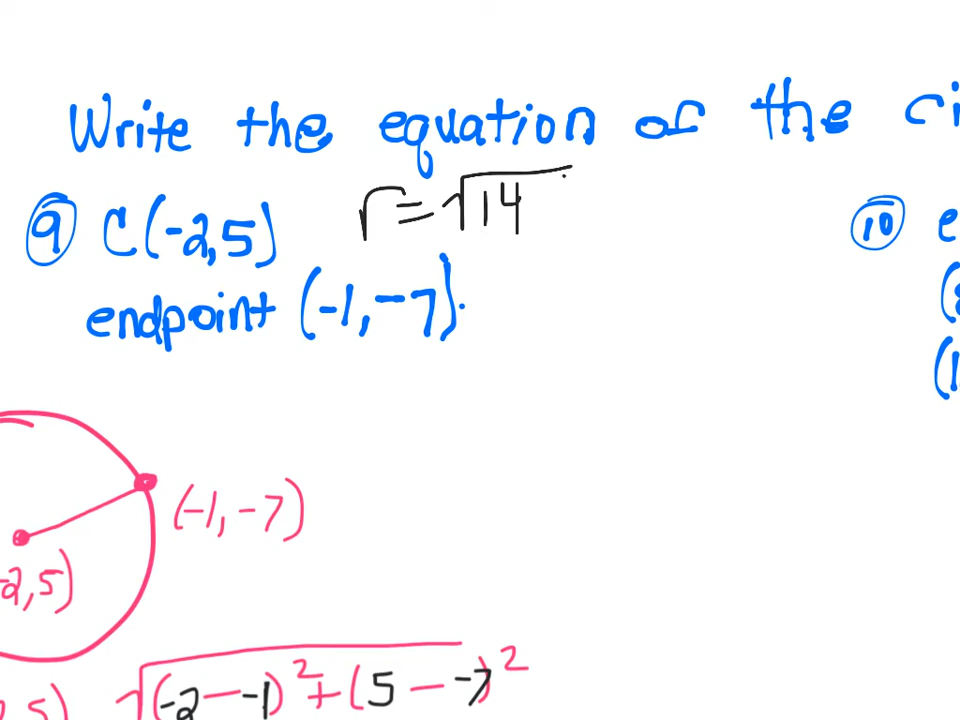 Write the equation of the ci
⑨ C(-2,5) r=√14
endpoint (-1,-7).
⑩ e
(-1,-7)
-2,5)
√(-2--1)²+(5--7)²
5)